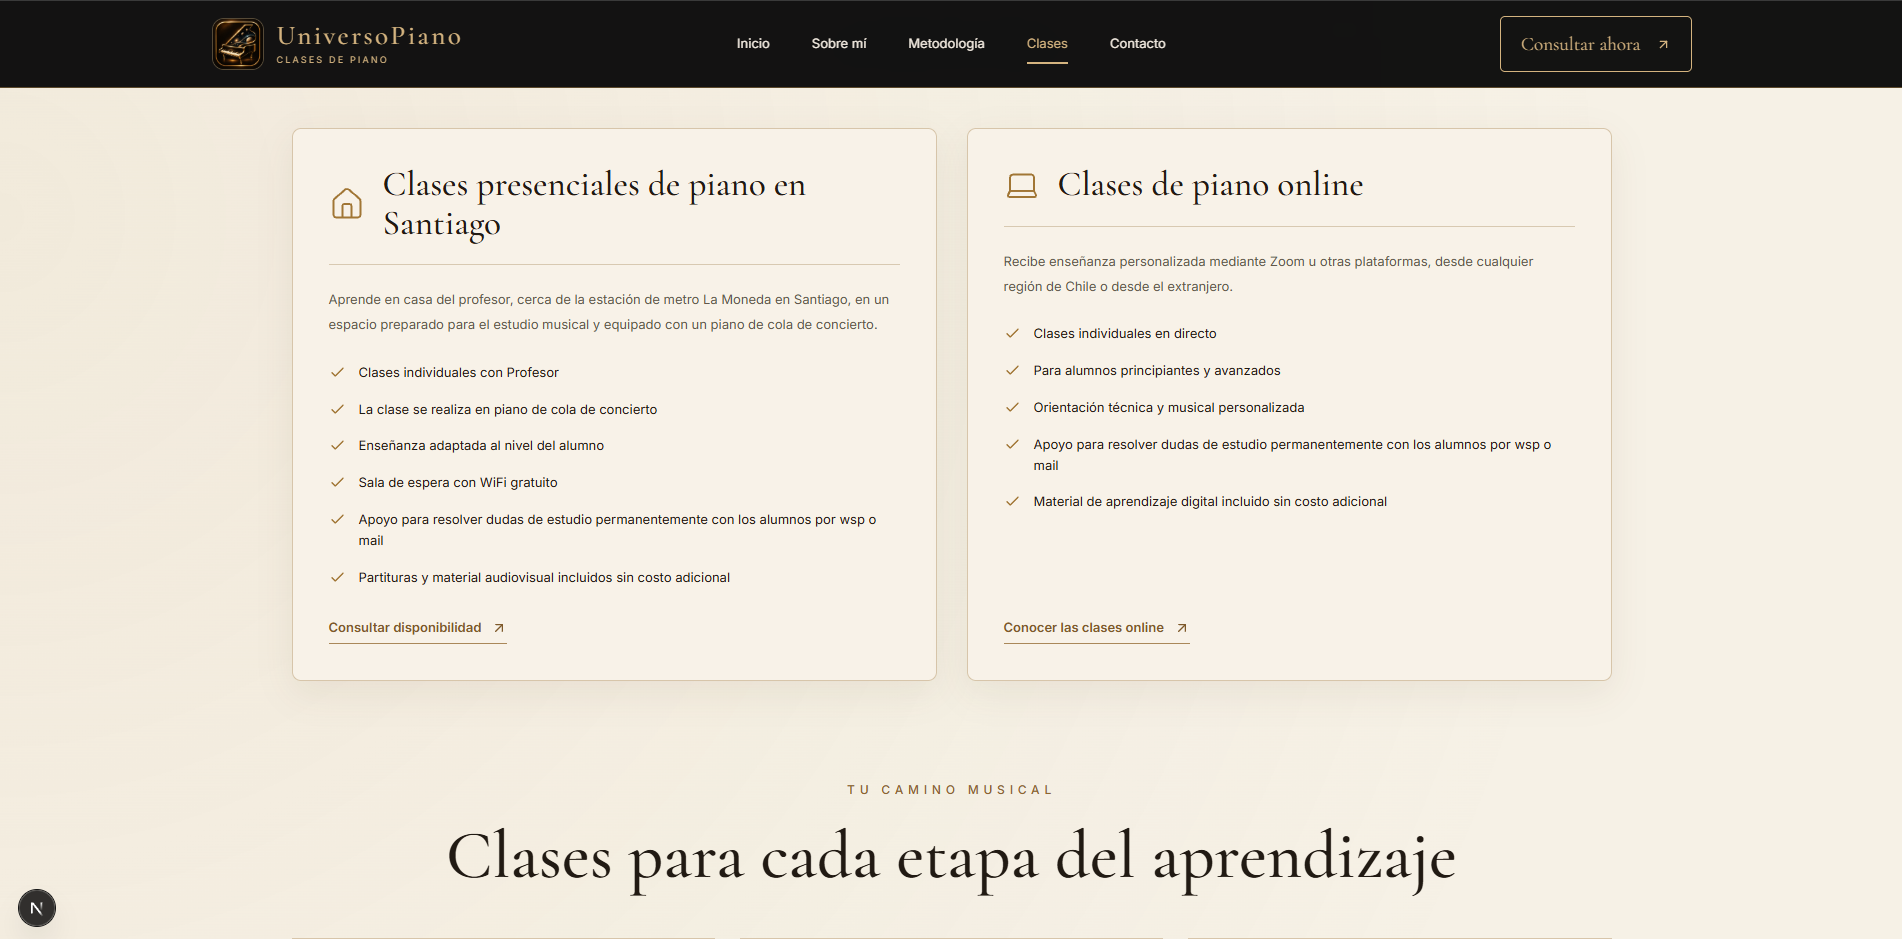 UniversoPiano
CLASES DE PIANO
Inicio
Sobre mí
Metodología
Clases
Contacto
Consultar ahora
Clases presenciales de piano en
Santiago
Aprende en casa del profesor, cerca de la estación de metro La Moneda en Santiago, en un
espacio preparado para el estudio musical y equipado con un piano de cola de concierto.
Clases individuales con Profesor
La clase se realiza en piano de cola de concierto
Enseñanza adaptada al nivel del alumno
Sala de espera con WiFi gratuito
Apoyo para resolver dudas de estudio permanentemente con los alumnos por wsp o
mail
Partituras y material audiovisual incluidos sin costo adicional
Consultar disponibilidad
Clases de piano online
Recibe enseñanza personalizada mediante Zoom u otras plataformas, desde cualquier
región de Chile o desde el extranjero.
Clases individuales en directo
Para alumnos principiantes y avanzados
Orientación técnica y musical personalizada
Apoyo para resolver dudas de estudio permanentemente con los alumnos por wsp o
mail
Material de aprendizaje digital incluido sin costo adicional
Conocer las clases online
TU CAMINO MUSICAL
Clases para cada etapa del aprendizaje
N